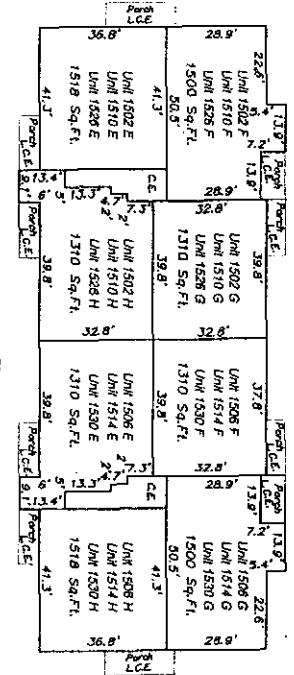 Porch
L.C.E.
36.8'
28.9'
41.3'
Unit 1502 E
Unit 1510 E
Unit 1526 E
1518 Sq.Ft.
41.3'
50.5'
Unit 1502 F
Unit 1510 F
Unit 1526 F
1500 Sq.Ft.
22.6'
5.4'
13.9'
7.2'
13.9'
Porch
L.C.E.
Porch
L.C.E.
9.1'
13.4'
6'
5'
13.3'
4.7'
2'
2'
7.3'
C.E.
28.9'
Porch
L.C.E.
32.8'
39.8'
Unit 1502 H
Unit 1510 H
Unit 1526 H
1310 Sq.Ft.
39.8'
Unit 1502 G
Unit 1510 G
Unit 1526 G
1310 Sq.Ft.
39.8'
32.8'
32.8'
39.8'
Unit 1506 E
Unit 1514 E
Unit 1530 E
1310 Sq.Ft.
39.8'
Unit 1506 F
Unit 1514 F
Unit 1530 F
1310 Sq.Ft.
37.8'
Porch
L.C.E.
6'
5'
13.3'
2'
4.7'
2'
7.3'
C.E.
32.8'
28.9'
13.9'
Porch
L.C.E.
9.1'
13.4'
Porch
L.C.E.
7.2'
13.9'
5.4'
41.3'
Unit 1506 H
Unit 1514 H
Unit 1530 H
1518 Sq.Ft.
41.3'
50.5'
Unit 1506 G
Unit 1514 G
Unit 1530 G
1500 Sq.Ft.
22.6'
36.8'
28.9'
Porch
L.C.E.